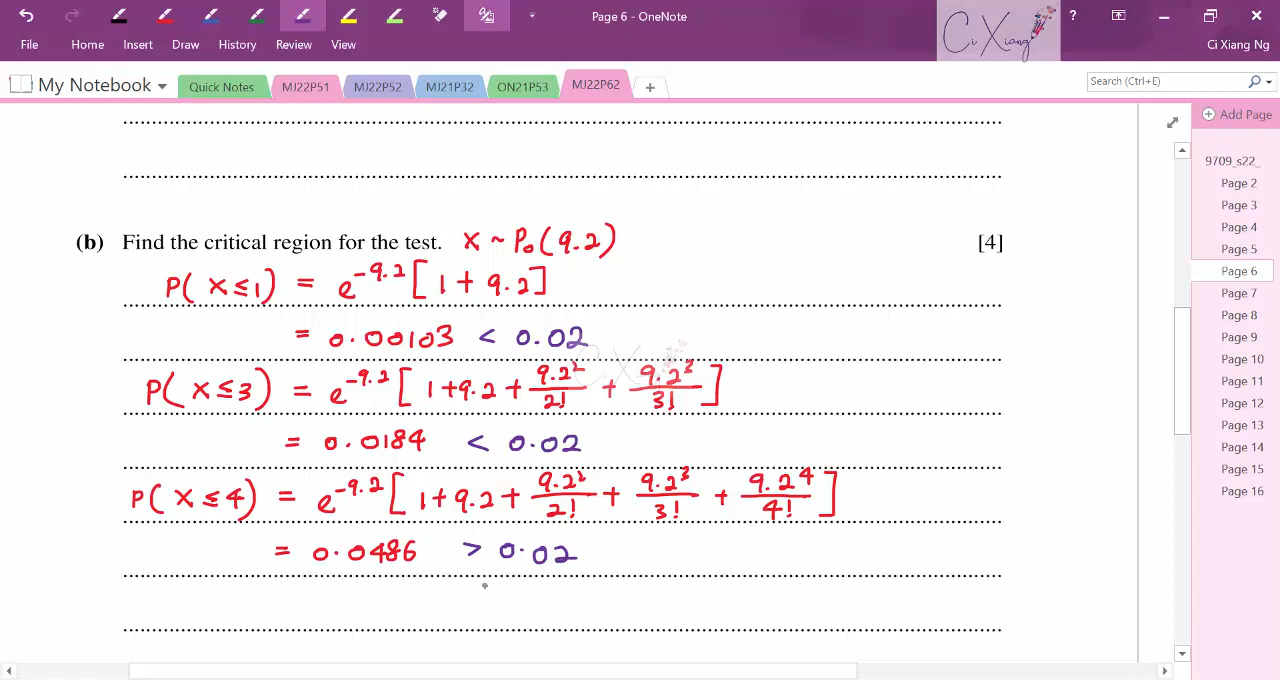 Page 6 - OneNote
Ci Xiang
?
File Home Insert Draw History Review View
Ci Xiang Ng
My Notebook Quick Notes MJ22P51 MJ22P52 MJ21P32 ON21P53 MJ22P62 +
Search (Ctrl+E)
Add Page
9709_s22_
Page 2
Page 3
Page 4
Page 5
Page 6
Page 7
Page 8
Page 9
Page 10
Page 11
Page 12
Page 13
Page 14
Page 15
Page 16
(b) Find the critical region for the test. X ~ Po(9.2) [4]
P(X ≤ 1) = e^-9.2 [1 + 9.2]
= 0.00103 < 0.02
Ci Xiang
P(X ≤ 3) = e^-9.2 [1 + 9.2 + 9.2²/2! + 9.2³/3!]
= 0.0184 < 0.02
P(X ≤ 4) = e^-9.2 [1 + 9.2 + 9.2²/2! + 9.2³/3! + 9.2⁴/4!]
= 0.0486 > 0.02